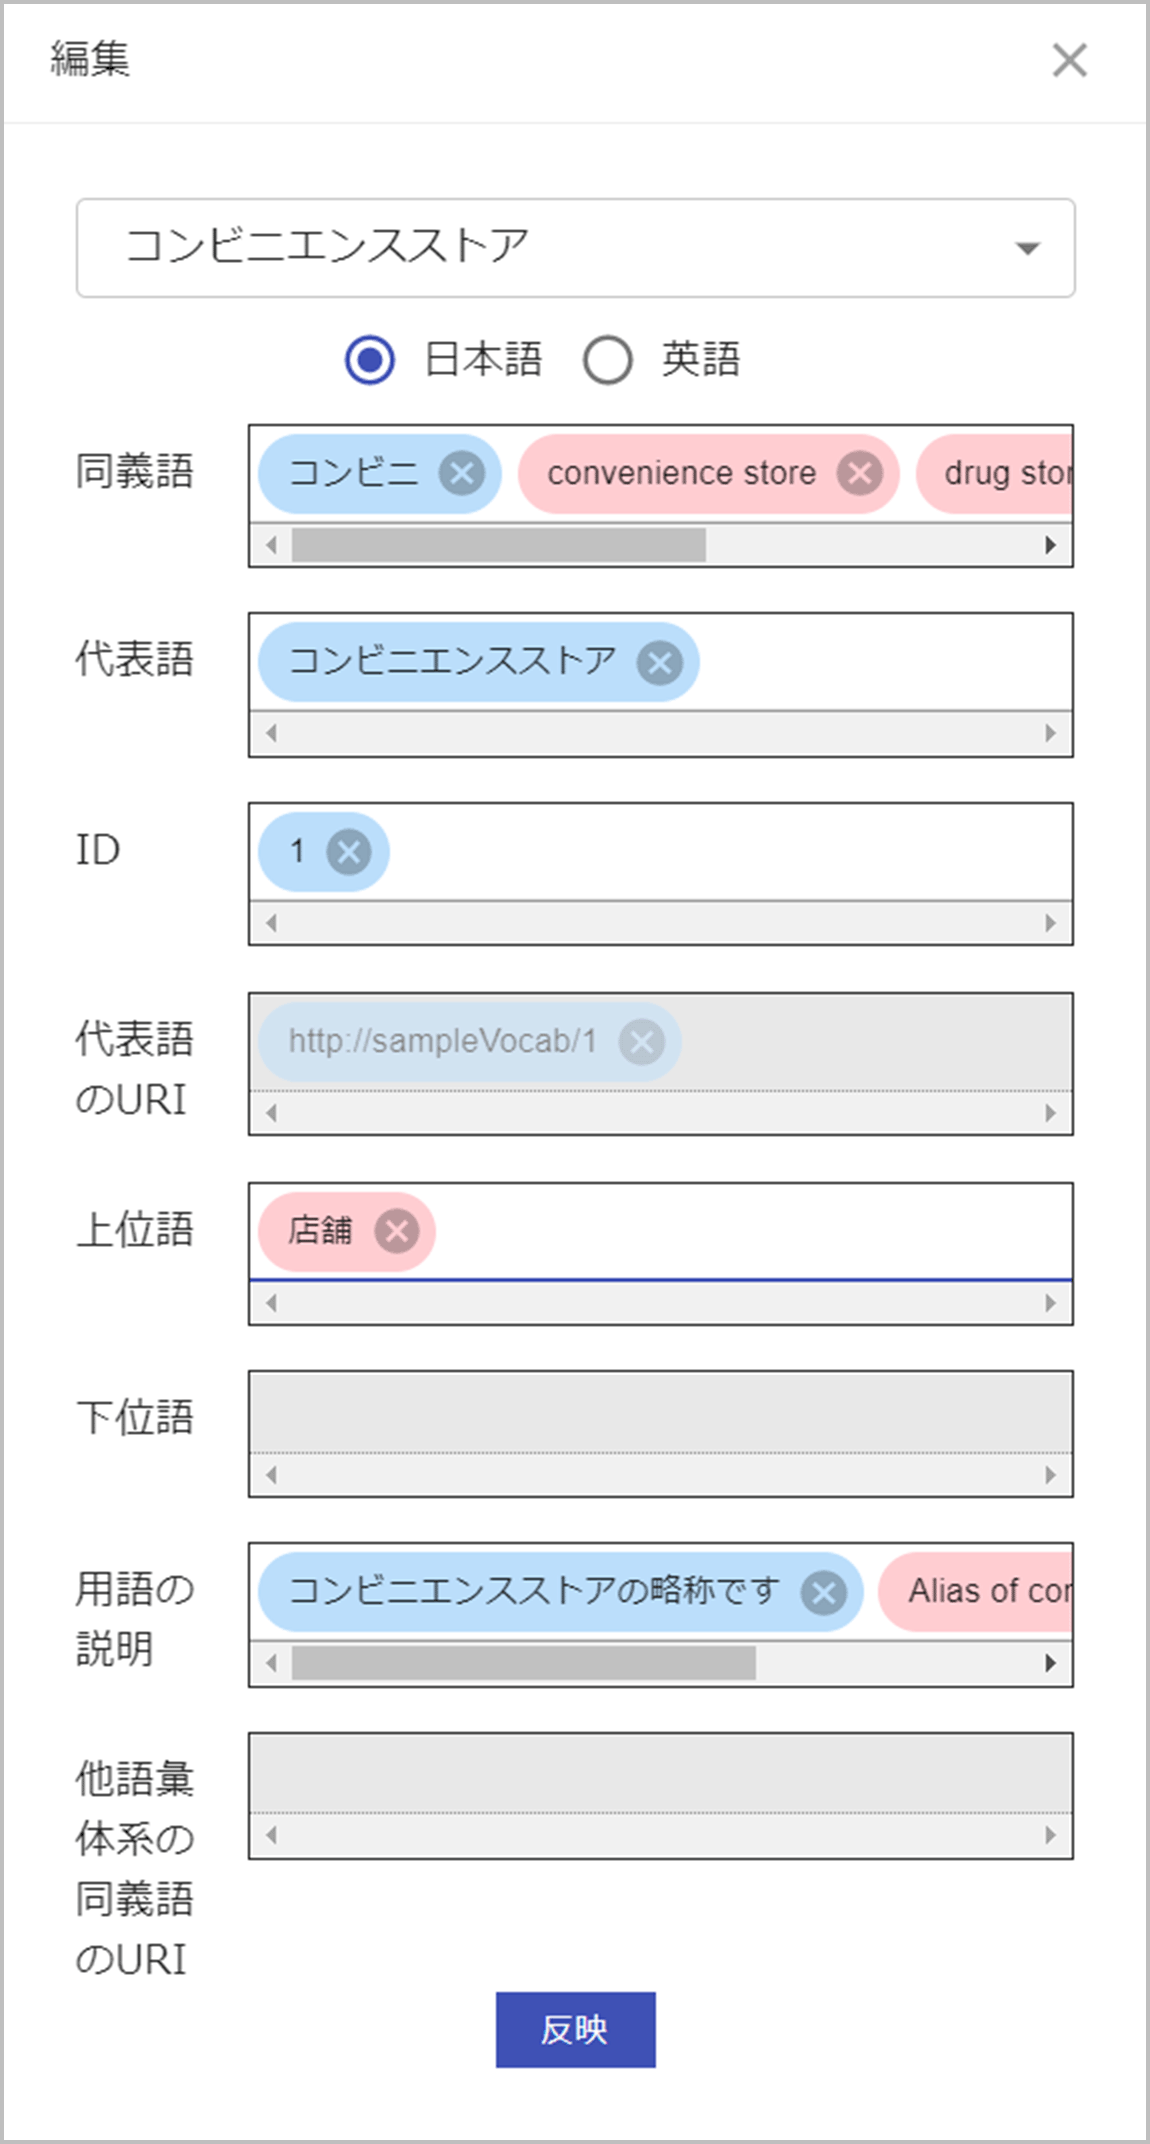 編集
コンビニエンスストア
日本語 英語
同義語 コンビニ convenience store drug
代表語 コンビニエンスストア
ID 1
代表語
のURI
http://sampleVocab/1
上位語 店舗
下位語
用語の
説明
コンビニエンスストアの略称です Alias of
他語彙
体系の
同義語
のURI
反映